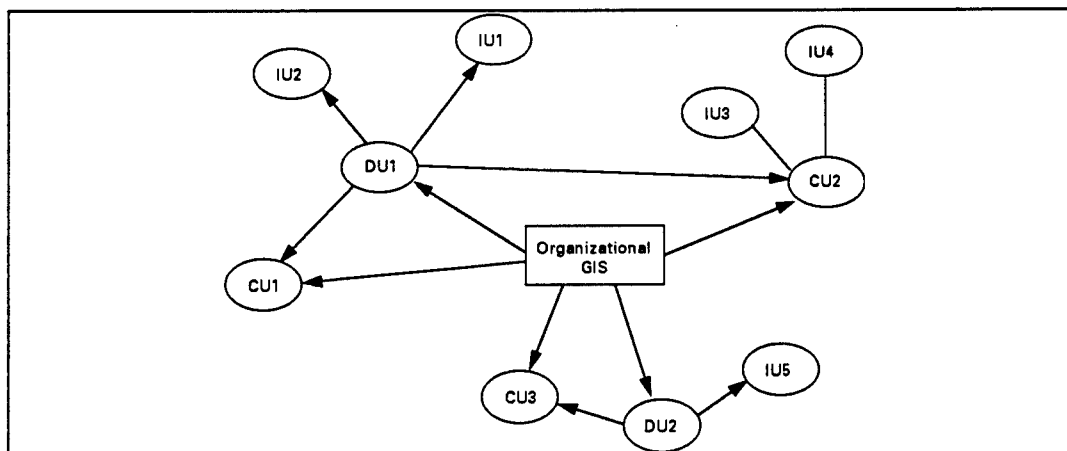 IU1
IU4
IU2
IU3
DU1
CU2
Organizational
GIS
CU1
IU5
CU3
DU2